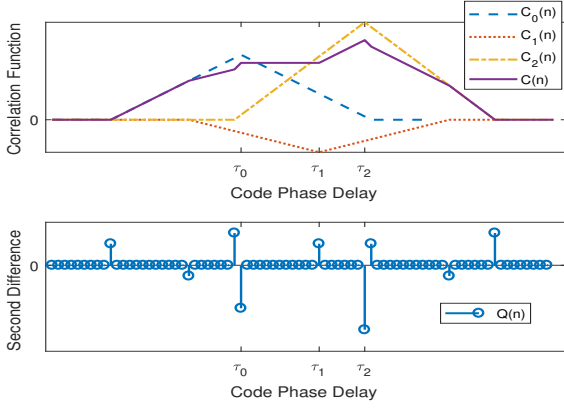 Correlation Function
0
C₀(n)
C₁(n)
C₂(n)
C(n)
τ₀ τ₁ τ₂
Code Phase Delay
Second Difference
0
Q(n)
τ₀ τ₁ τ₂
Code Phase Delay